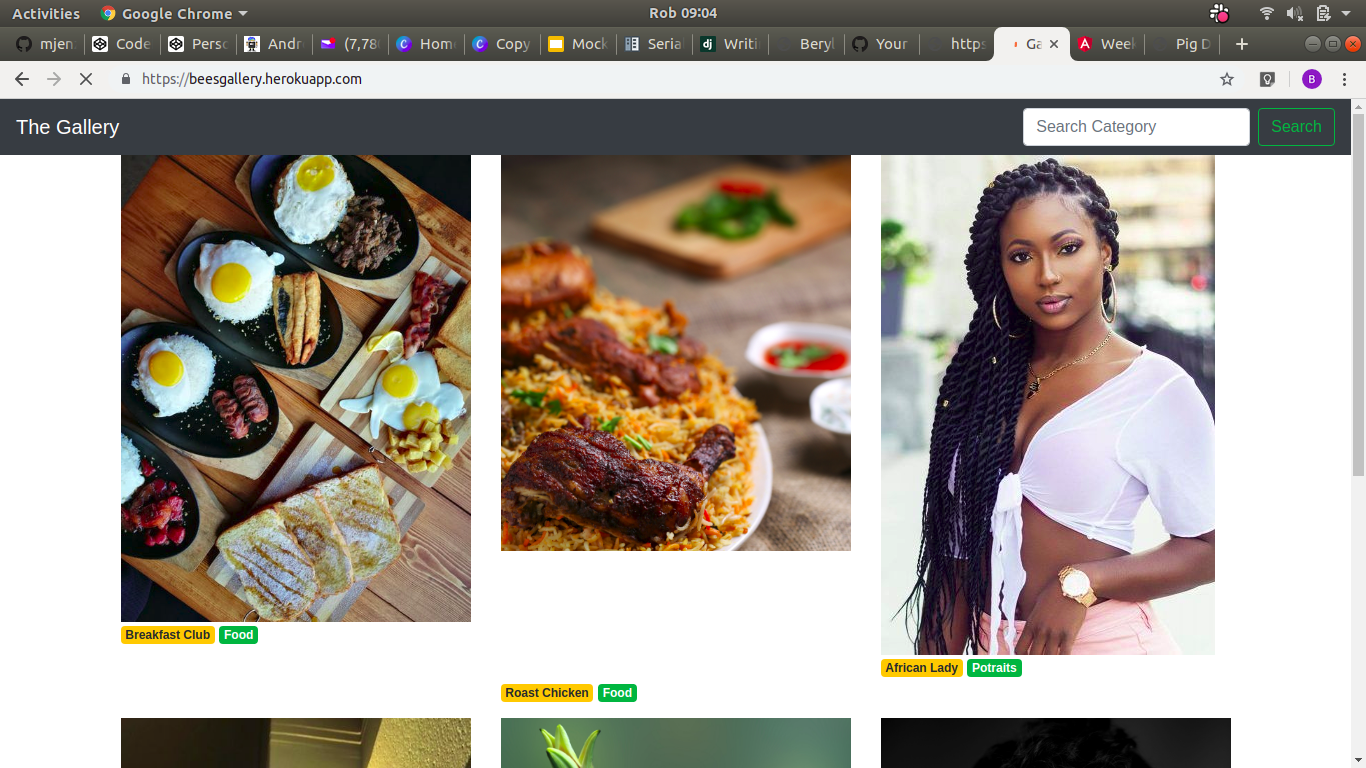 Activities Google Chrome Rob 09:04
mjen Code Perso Andr (7,78 Hom Copy Mock Seria Writi Beryl Your https Ga Week Pig D
https://beesgallery.herokuapp.com B
The Gallery Search Category Search
Breakfast Club Food
African Lady Potraits
Roast Chicken Food